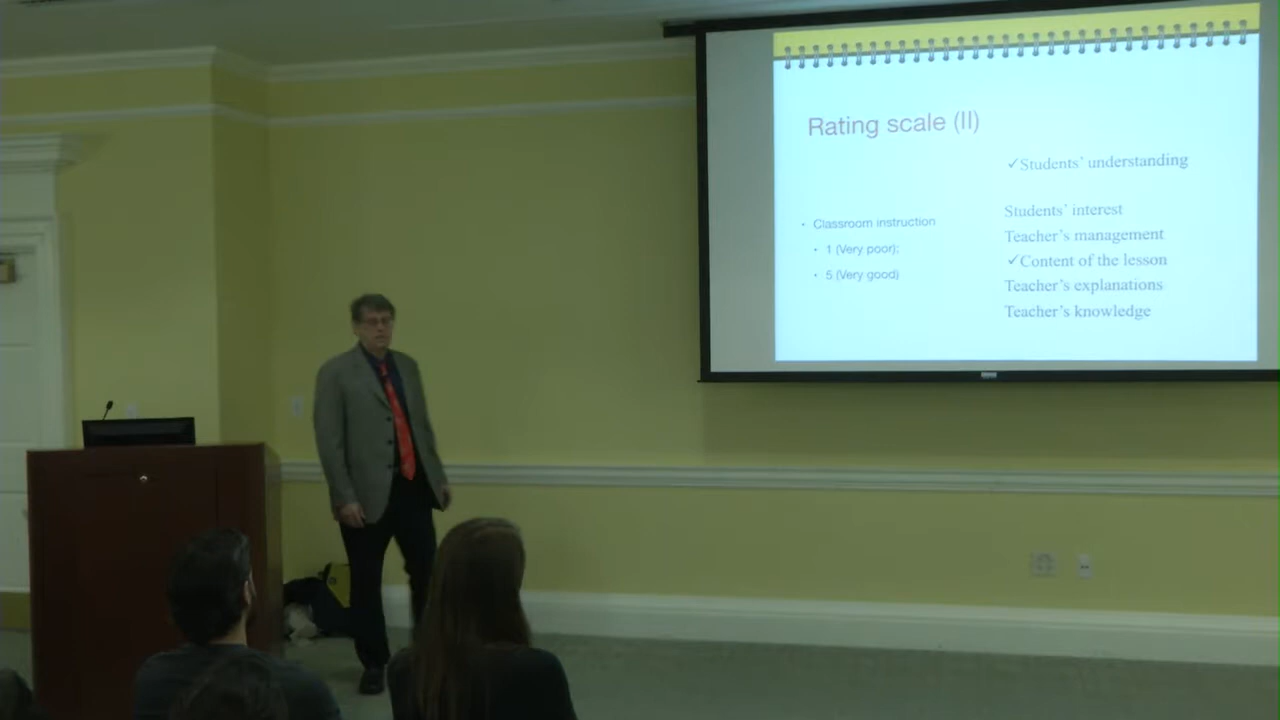 Rating scale (II)
• Classroom instruction
• 1 (Very poor);
• 5 (Very good)
✓Students’ understanding
Students’ interest
Teacher’s management
✓Content of the lesson
Teacher’s explanations
Teacher’s knowledge